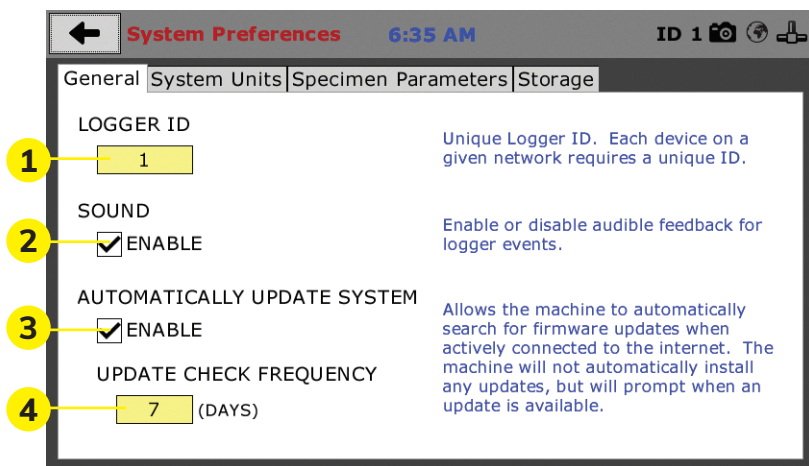 System Preferences 6:35 AM ID 1
General System Units Specimen Parameters Storage
LOGGER ID
1
1
Unique Logger ID. Each device on a
given network requires a unique ID.
SOUND
2
ENABLE
Enable or disable audible feedback for
logger events.
AUTOMATICALLY UPDATE SYSTEM
3
ENABLE
Allows the machine to automatically
search for firmware updates when
actively connected to the internet. The
machine will not automatically install
any updates, but will prompt when an
update is available.
UPDATE CHECK FREQUENCY
4
7 (DAYS)